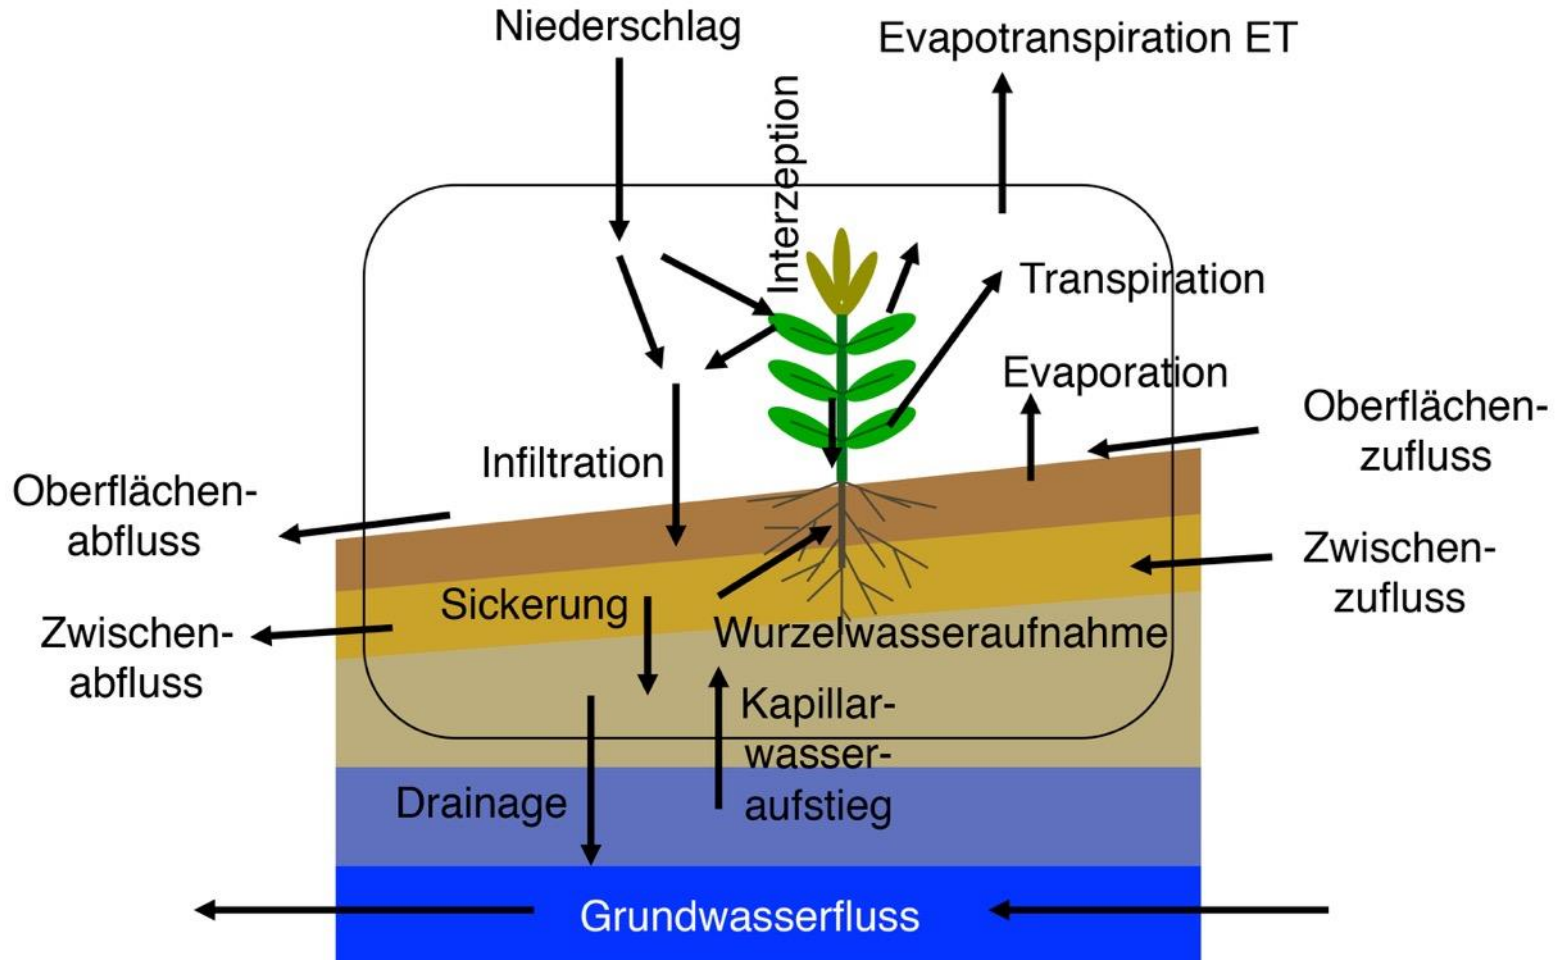 Niederschlag
Evapotranspiration ET
Interzeption
Transpiration
Evaporation
Oberflächen-
zufluss
Infiltration
Oberflächen-
abfluss
Zwischen-
zufluss
Sickerung
Zwischen-
abfluss
Wurzelwasseraufnahme
Kapillar-
wasser-
aufstieg
Drainage
Grundwasserfluss